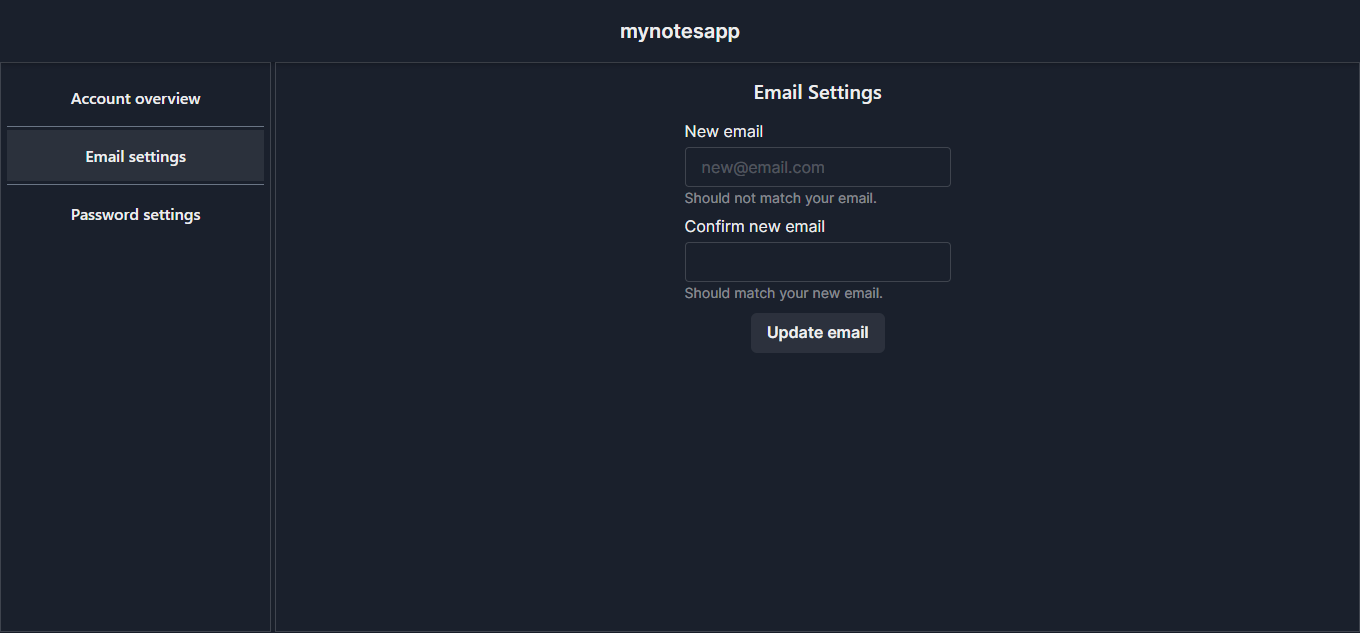 mynotesapp
Account overview
Email settings
Password settings
Email Settings
New email
new@email.com
Should not match your email.
Confirm new email
Should match your new email.
Update email